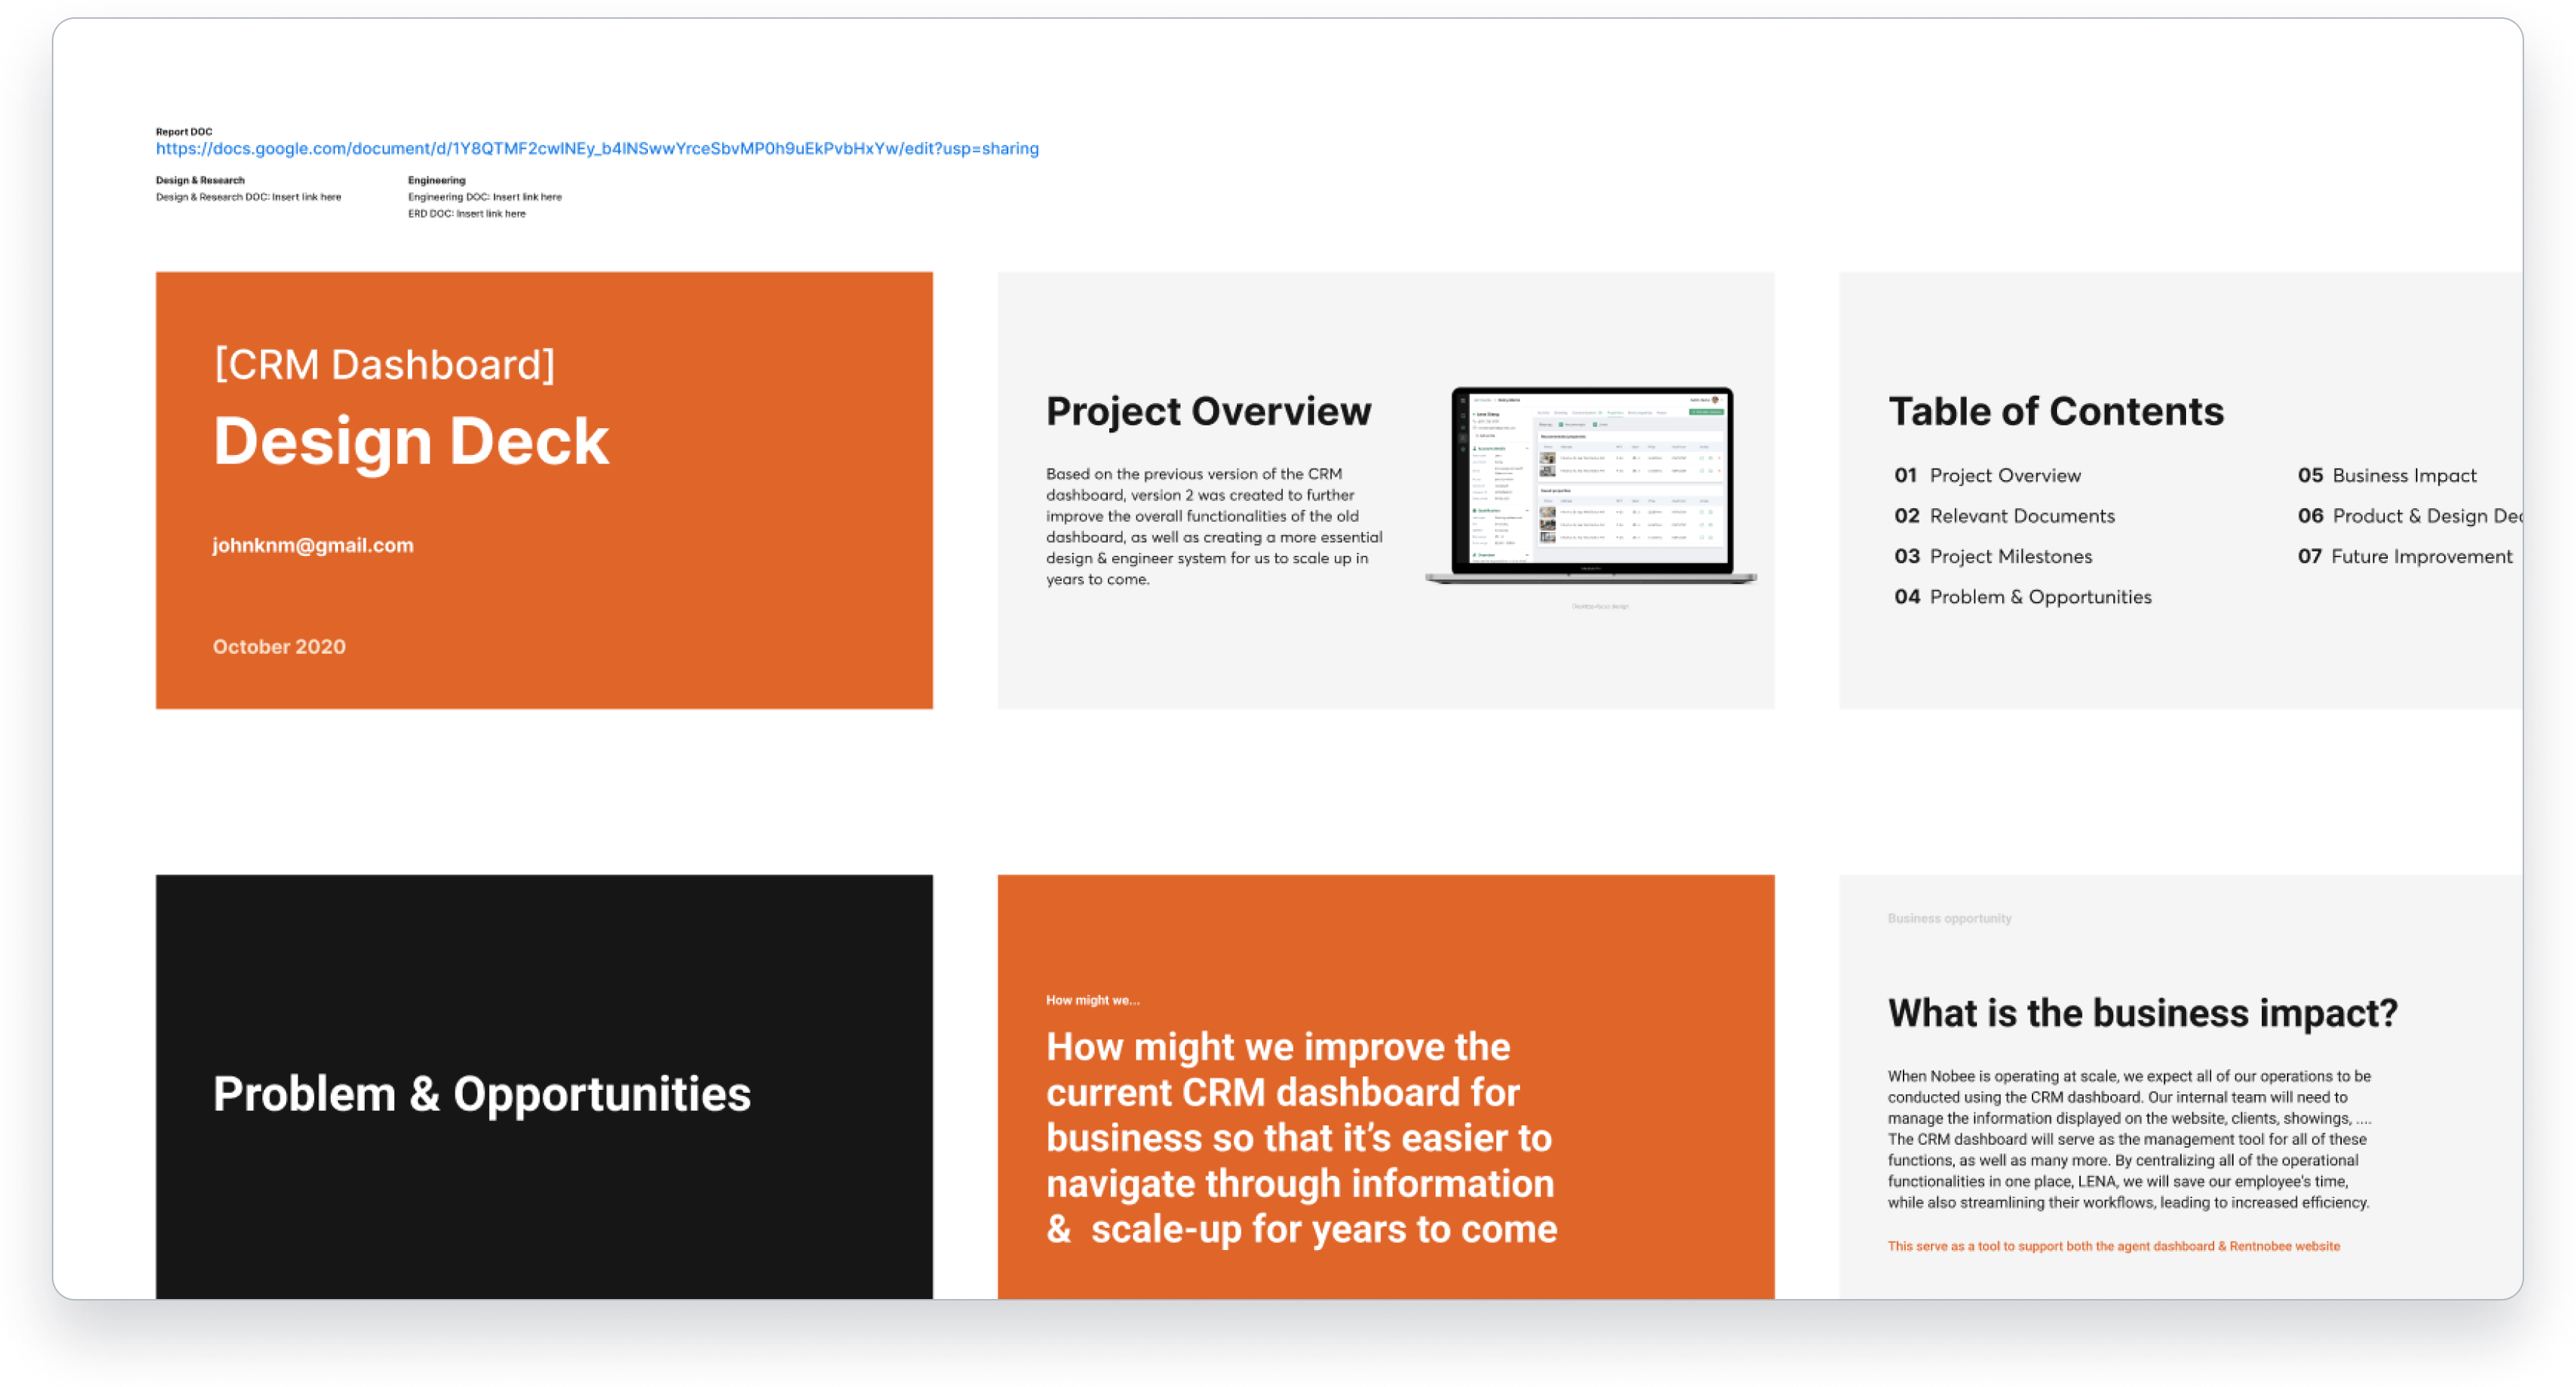 Report DOC
https://docs.google.com/document/d/1Y8QTMF2cwINEy_b4INSwwYrceSbvMP0h9uEkPvbHxYw/edit?usp=sharing
Design & Research
Design & Research DOC: Insert link here
Engineering
Engineering DOC: Insert link here
ERD DOC: Insert link here
[CRM Dashboard]
Design Deck
johnknm@gmail.com
October 2020
Project Overview
Based on the previous version of the CRM
dashboard, version 2 was created to further
improve the overall functionalities of the old
dashboard, as well as creating a more essential
design & engineer system for us to scale up in
years to come.
Desktop-focus design
Table of Contents
01 Project Overview
02 Relevant Documents
03 Project Milestones
04 Problem & Opportunities
05 Business Impact
06 Product & Design
07 Future Improvement
Problem & Opportunities
How might we...
How might we improve the
current CRM dashboard for
business so that it’s easier to
navigate through information
& scale-up for years to come
Business opportunity
What is the business impact?
When Nobee is operating at scale, we expect all of our operations to be
conducted using the CRM dashboard. Our internal team will need to
manage the information displayed on the website, clients, showings, ....
The CRM dashboard will serve as the management tool for all of these
functions, as well as many more. By centralizing all of the operational
functionalities in one place, LENA, we will save our employee's time,
while also streamlining their workflows, leading to increased efficiency.
This serve as a tool to support both the agent dashboard & Rentnobee website